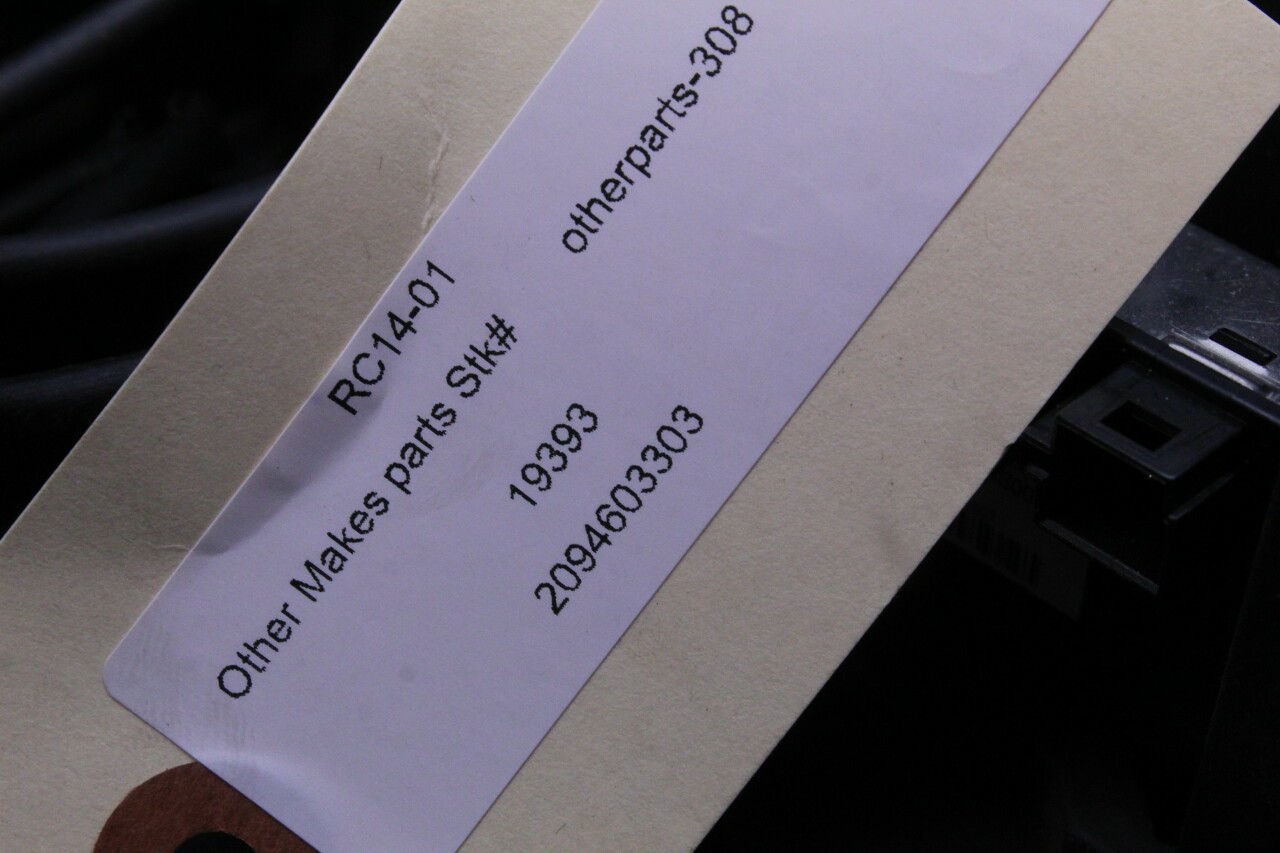 RC14-01
Other Makes parts Stk# otherparts-308
19393
2094603303